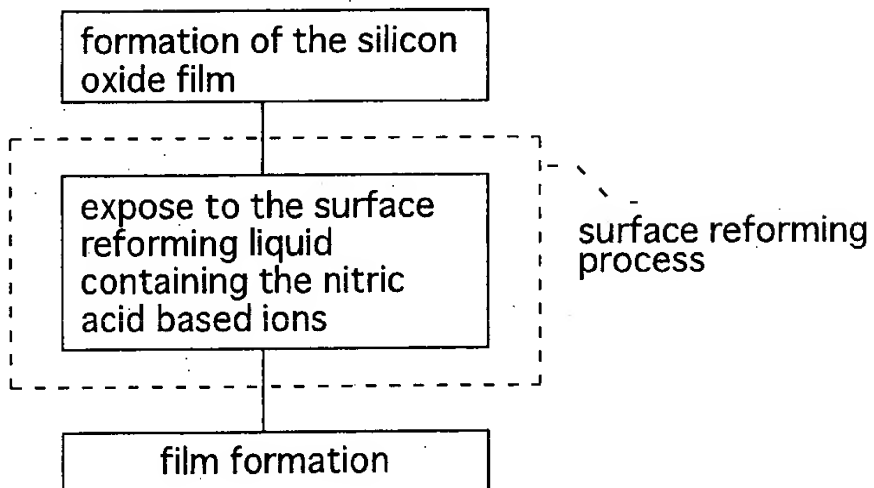 formation of the silicon
oxide film
expose to the surface
reforming liquid
containing the nitric
acid based ions
surface reforming
process
film formation